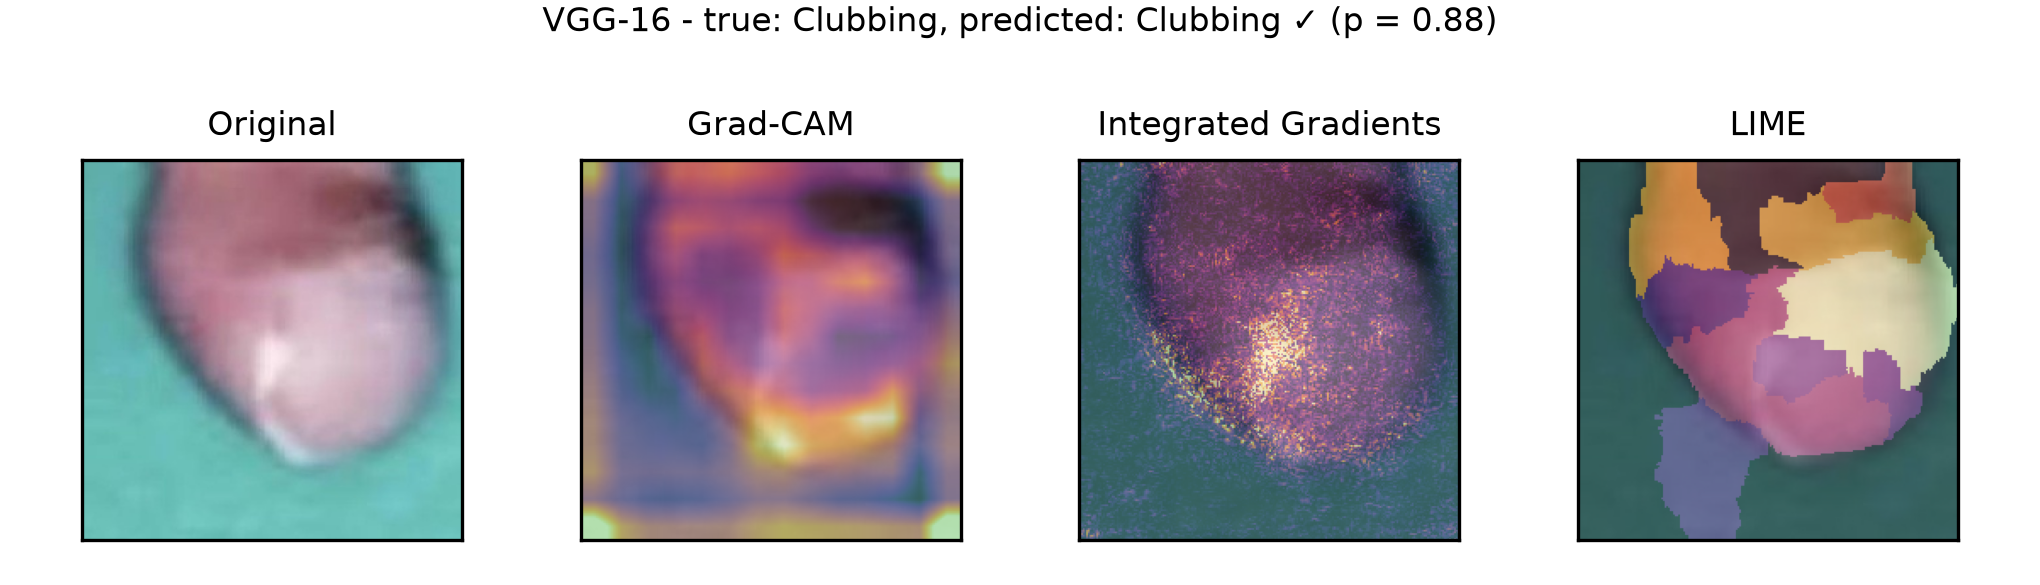 VGG-16 - true: Clubbing, predicted: Clubbing ✓ (p = 0.88)
Original
Grad-CAM
Integrated Gradients
LIME